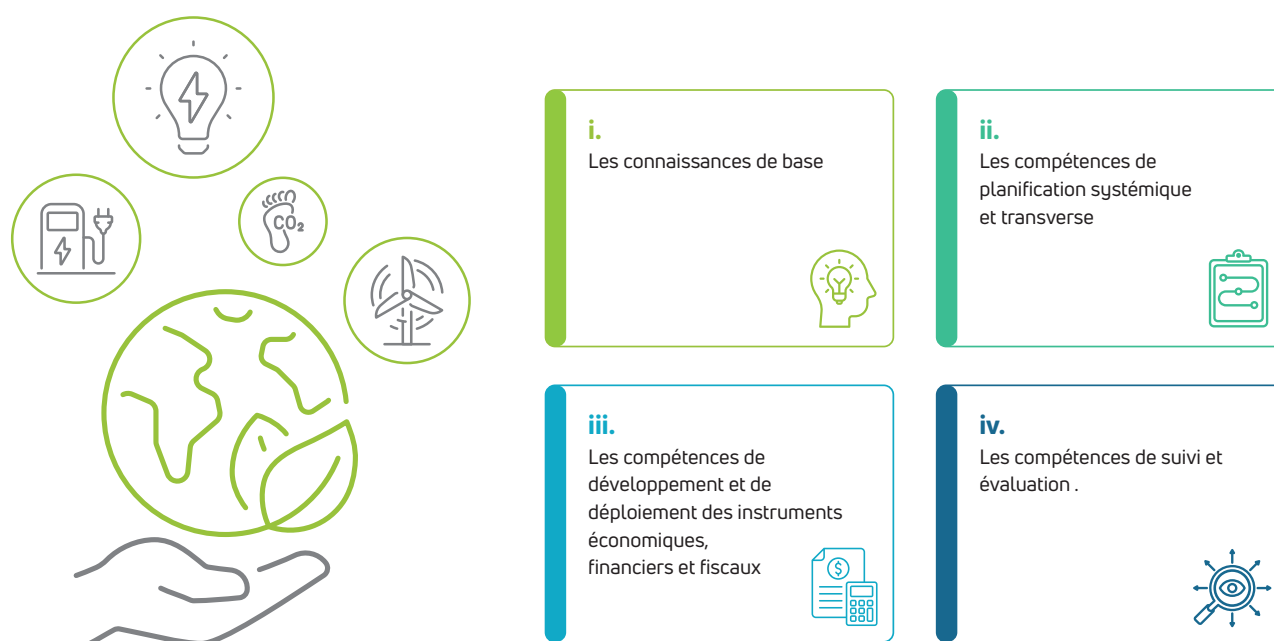 CO₂
i.
Les connaissances de base
ii.
Les compétences de
planification systémique
et transverse
iii.
Les compétences de
développement et de
déploiement des instruments
économiques,
financiers et fiscaux
$
iv.
Les compétences de suivi et
évaluation .